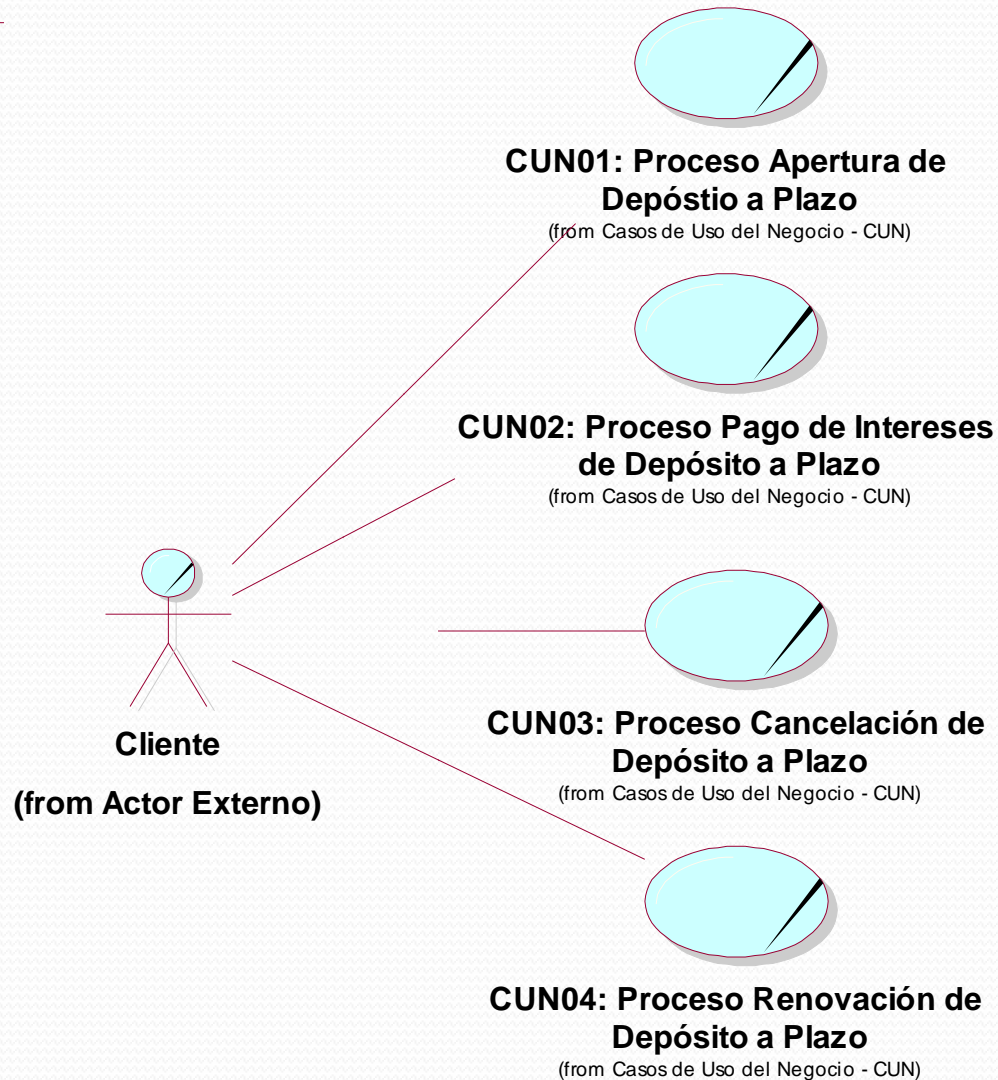 CUN01: Proceso Apertura de
Depóstio a Plazo
(from Casos de Uso del Negocio - CUN)
CUN02: Proceso Pago de Intereses
de Depósito a Plazo
(from Casos de Uso del Negocio - CUN)
Cliente
(from Actor Externo)
CUN03: Proceso Cancelación de
Depósito a Plazo
(from Casos de Uso del Negocio - CUN)
CUN04: Proceso Renovación de
Depósito a Plazo
(from Casos de Uso del Negocio - CUN)